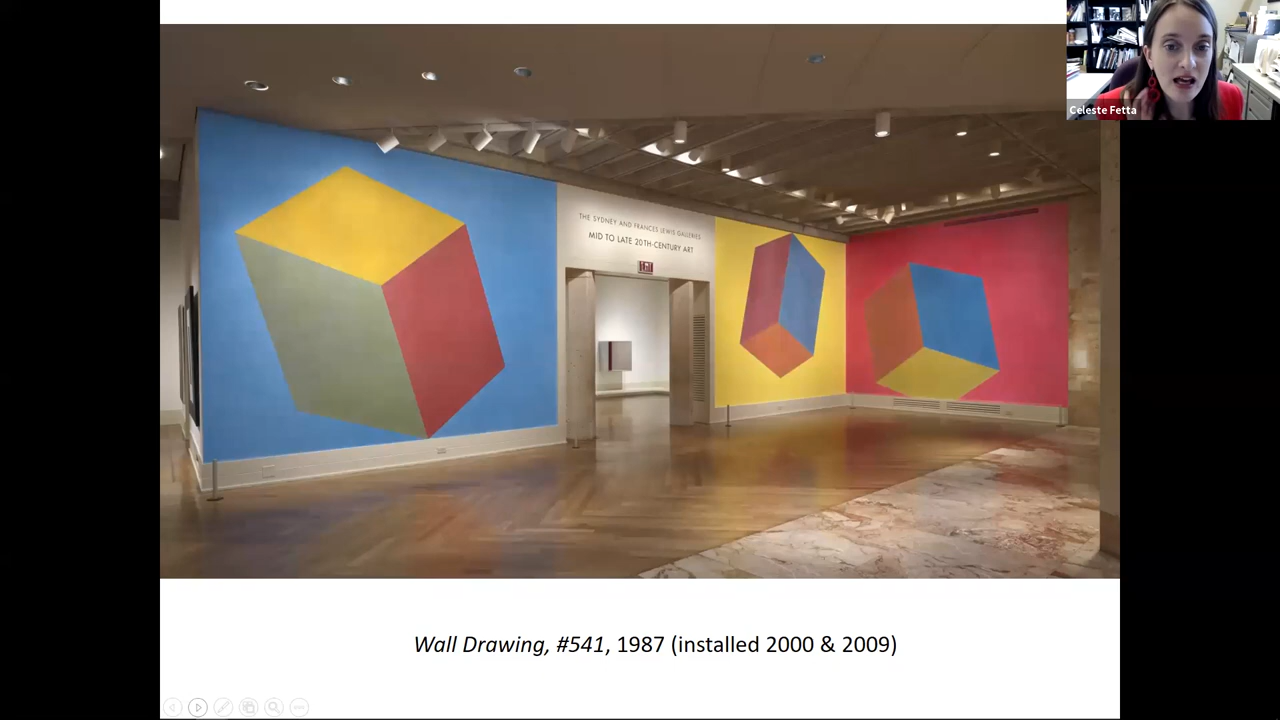 Celeste Fetta
THE SYDNEY AND FRANCES LEWIS GALLERIES
MID TO LATE 20TH-CENTURY ART
Wall Drawing, #541, 1987 (installed 2000 & 2009)